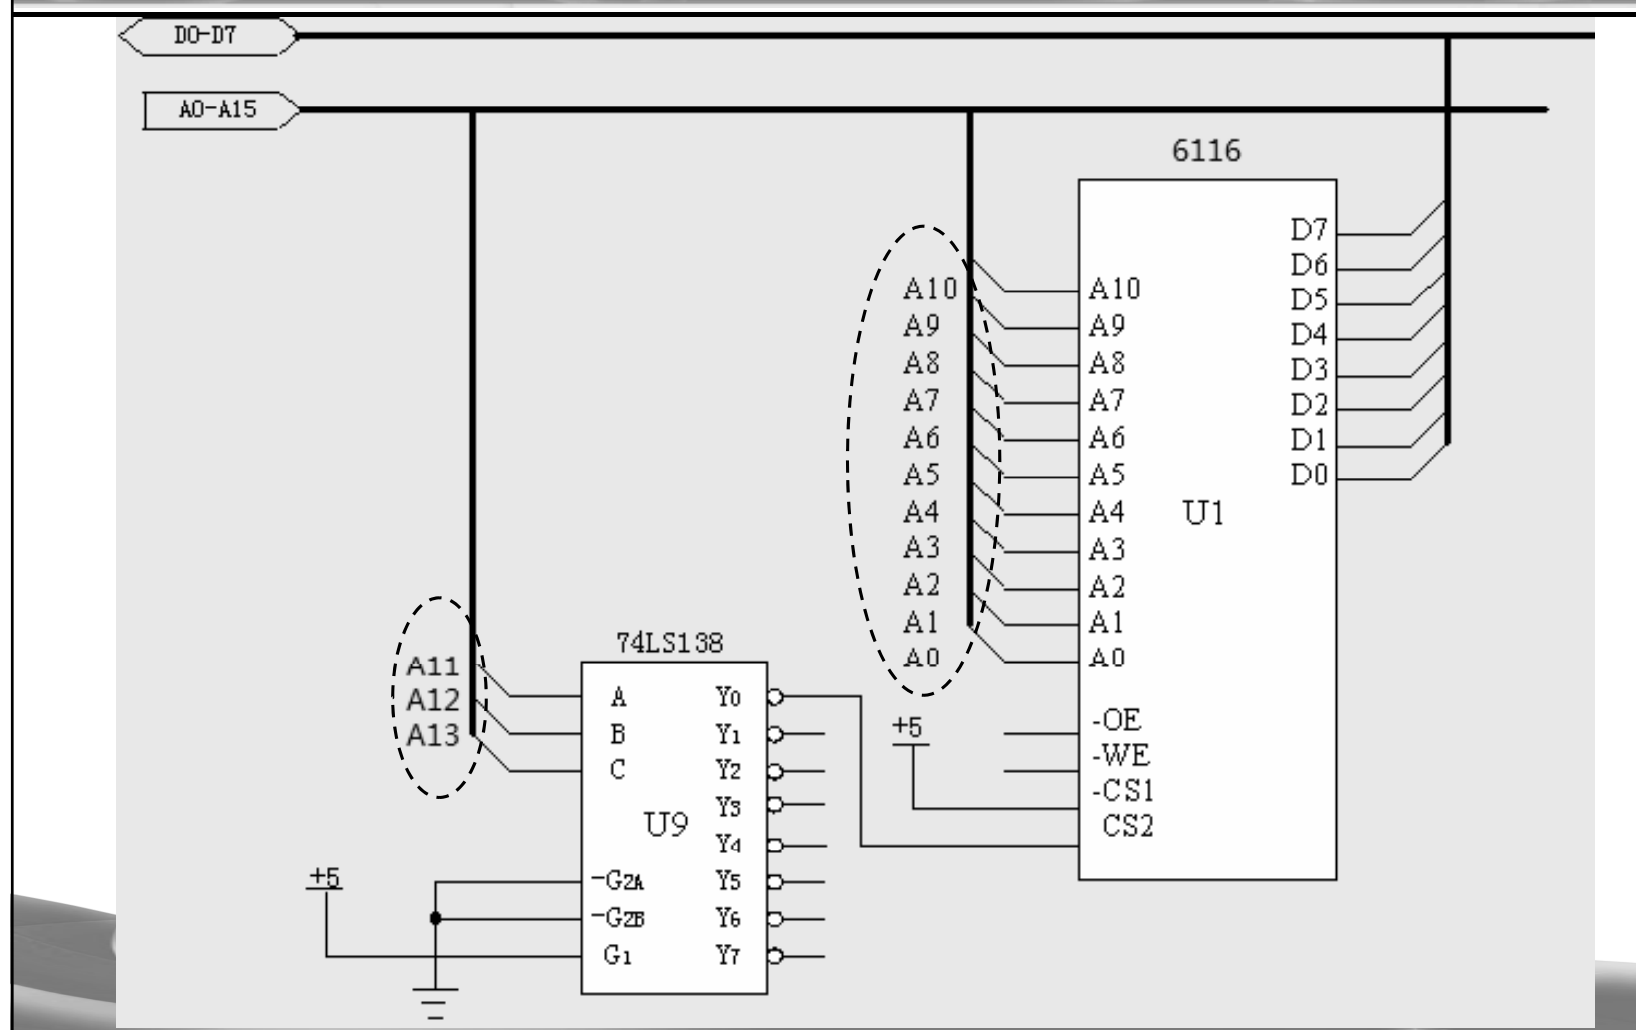 D0-D7
A0-A15
6116
D7
D6
D5
D4
D3
D2
D1
D0
A10 A10
A9 A9
A8 A8
A7 A7
A6 A6
A5 A5
A4 A4
A3 A3
A2 A2
A1 A1
A0 A0
U1
-OE
-WE
-CS1
CS2
+5
74LS138
A11 A Y0
A12 B Y1
A13 C Y2
Y3
U9
Y4
-G2A Y5
-G2B Y6
G1 Y7
+5